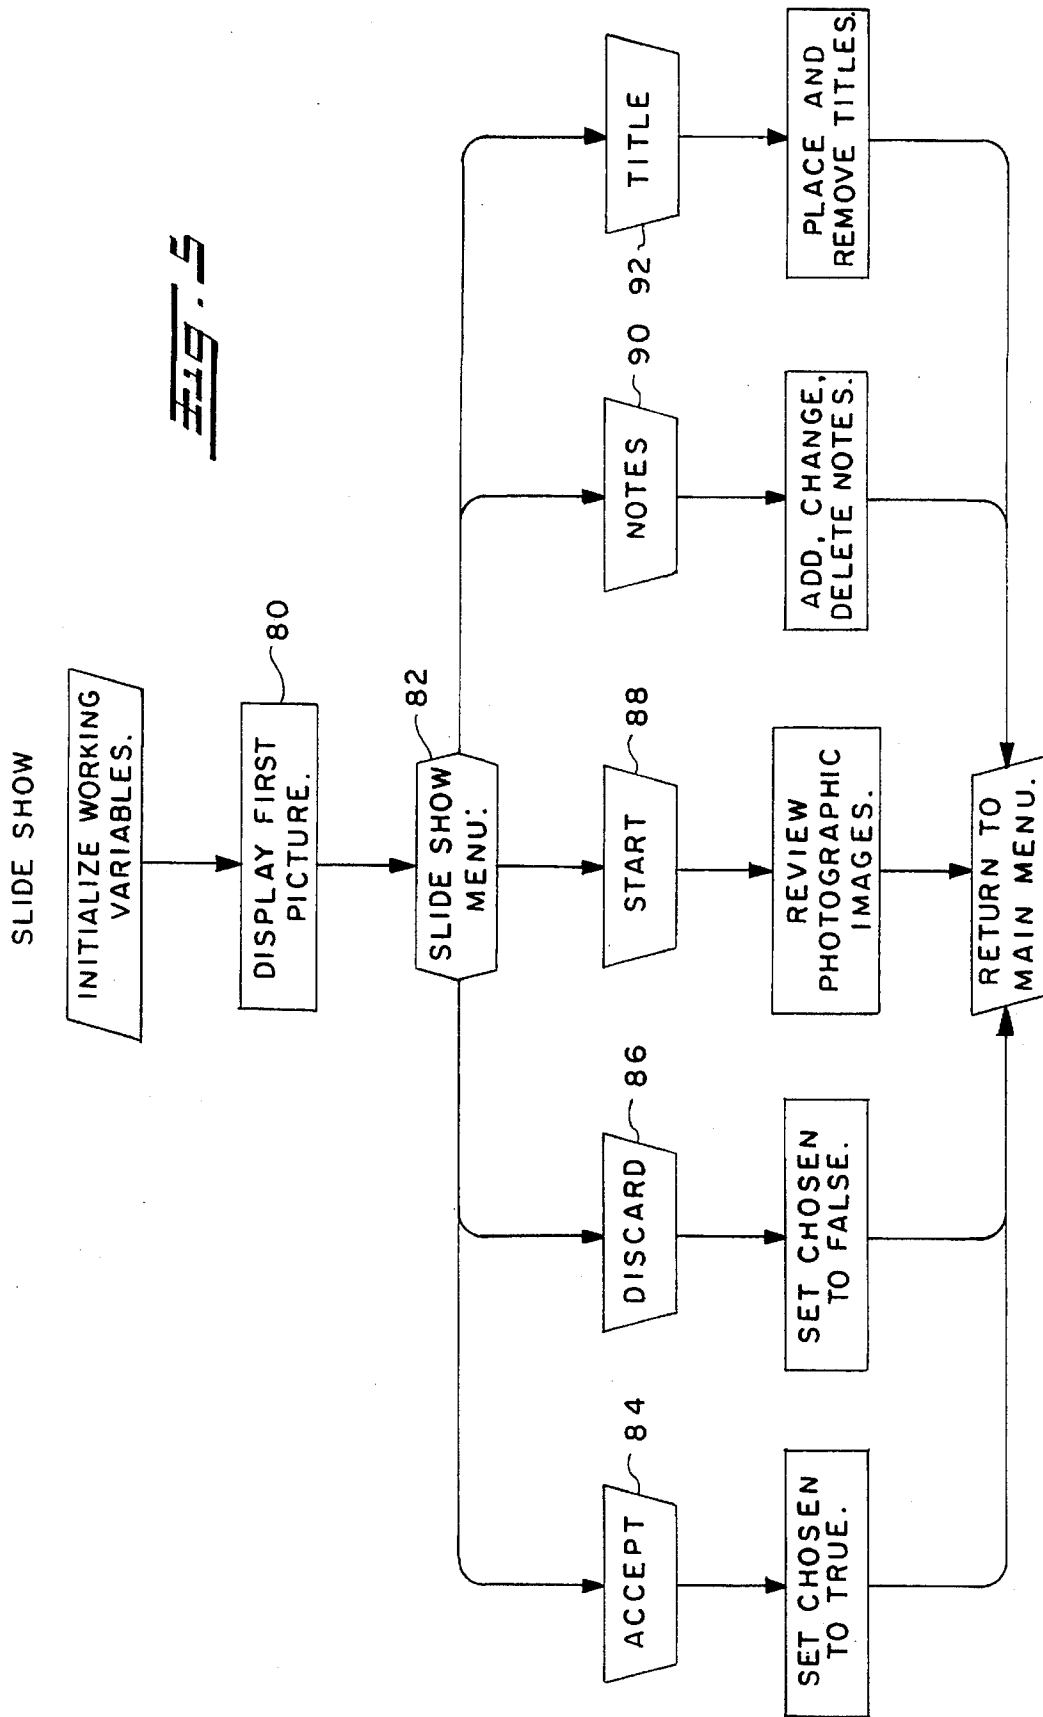 SLIDE SHOW
Fig. 5
INITIALIZE WORKING
VARIABLES.
DISPLAY FIRST
PICTURE.
80
SLIDE SHOW
MENU:
82
ACCEPT
84
DISCARD
86
START
88
NOTES
90
TITLE
92
SET CHOSEN
TO TRUE.
SET CHOSEN
TO FALSE.
REVIEW
PHOTOGRAPHIC
IMAGES.
ADD, CHANGE,
DELETE NOTES.
PLACE AND
REMOVE TITLES.
RETURN TO
MAIN MENU.